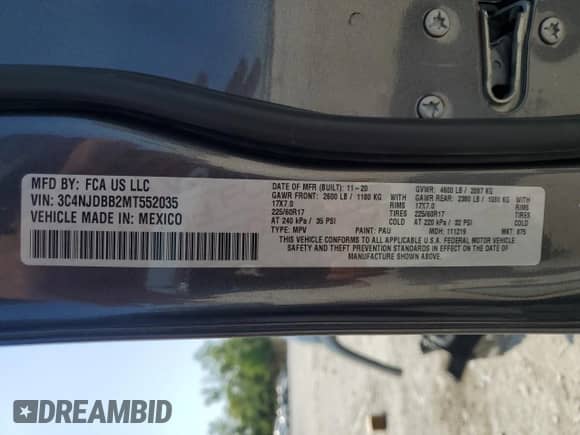 MFD BY: FCA US LLC
VIN: 3C4NJDBB2MT552035
VEHICLE MADE IN: MEXICO
DATE OF MFR (BUILT): 11-20 GVWR: 4600 LB / 2087 KG
GAWR FRONT: 2600 LB / 1180 KG WITH GAWR REAR: 2380 LB / 1080 KG WITH
17X7.0 RIMS 17X7.0 RIMS
225/60R17 TIRES 225/60R17 TIRES
AT 240 kPa / 35 PSI COLD AT 220 kPa / 32 PSI COLD
TYPE: MPV PAINT: PAU MDH: 111219 MKT: 875
THIS VEHICLE CONFORMS TO ALL APPLICABLE U.S. FEDERAL MOTOR VEHICLE
SAFETY AND THEFT PREVENTION STANDARDS IN EFFECT ON THE DATE OF
MANUFACTURE SHOWN ABOVE.
DREAMBID